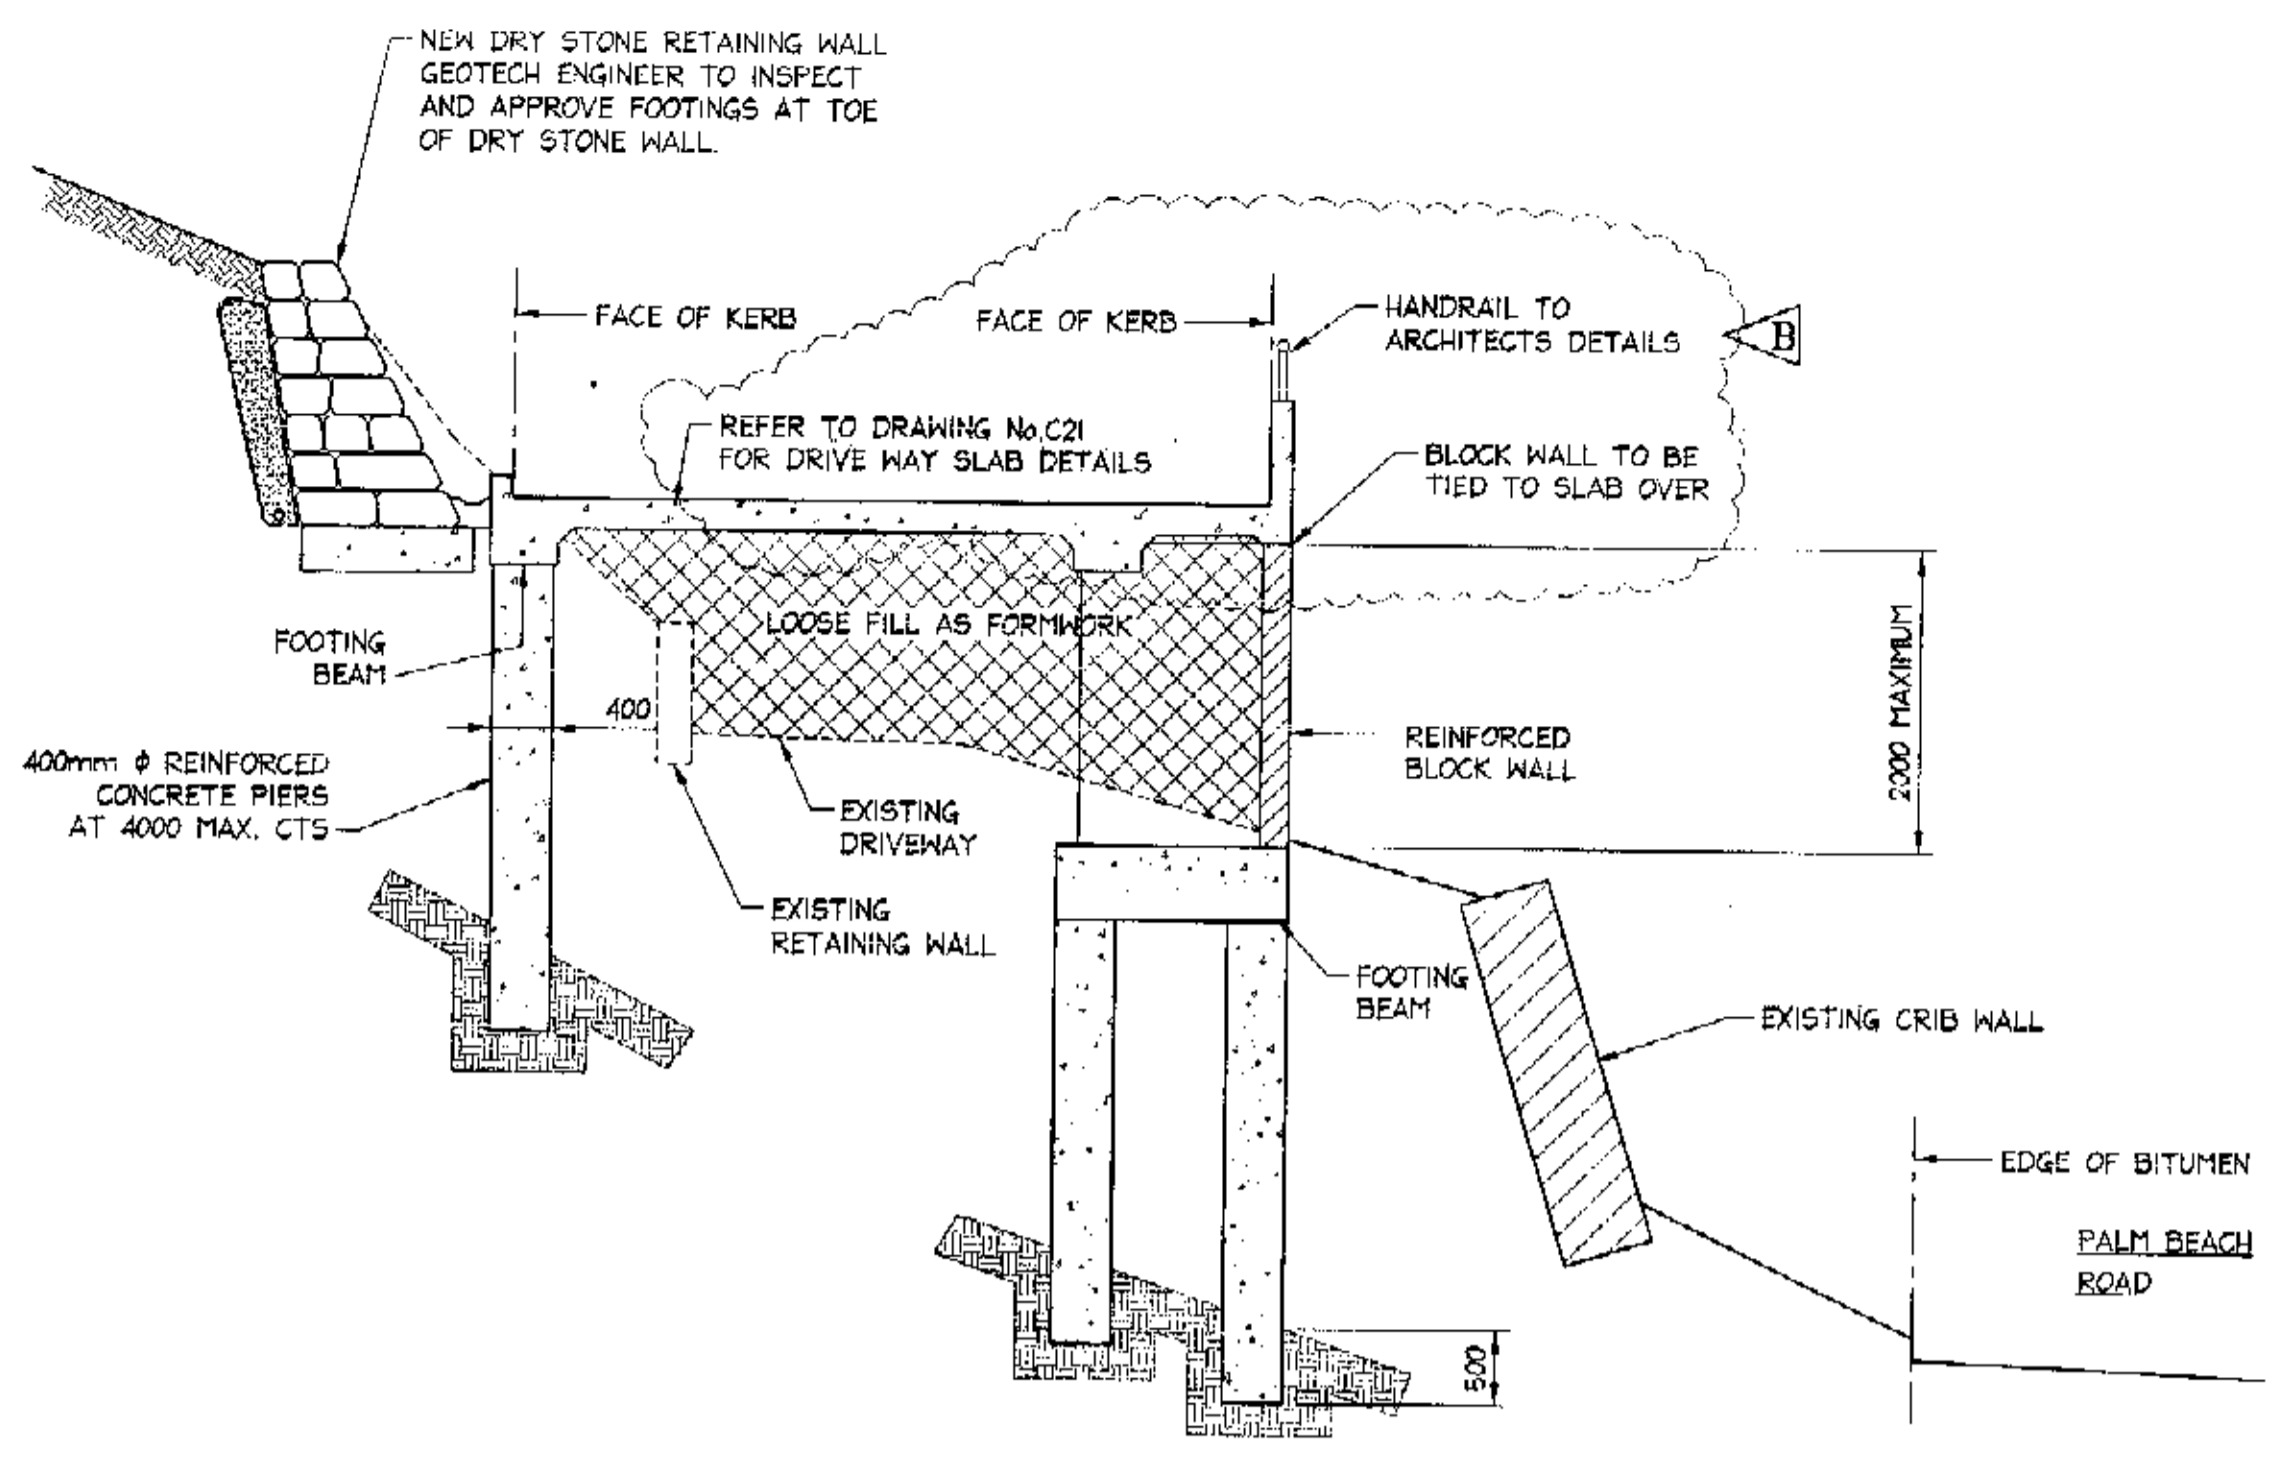 NEW DRY STONE RETAINING WALL
GEOTECH ENGINEER TO INSPECT
AND APPROVE FOOTINGS AT TOE
OF DRY STONE WALL.
FACE OF KERB
FACE OF KERB
HANDRAIL TO
ARCHITECTS DETAILS
B
REFER TO DRAWING No.C21
FOR DRIVE WAY SLAB DETAILS
BLOCK WALL TO BE
TIED TO SLAB OVER
LOOSE FILL AS FORMWORK
FOOTING
BEAM
400
2000 MAXIMUM
400mm φ REINFORCED
CONCRETE PIERS
AT 4000 MAX. CTS
REINFORCED
BLOCK WALL
EXISTING
DRIVEWAY
EXISTING
RETAINING WALL
FOOTING
BEAM
EXISTING CRIB WALL
EDGE OF BITUMEN
PALM BEACH
ROAD
500